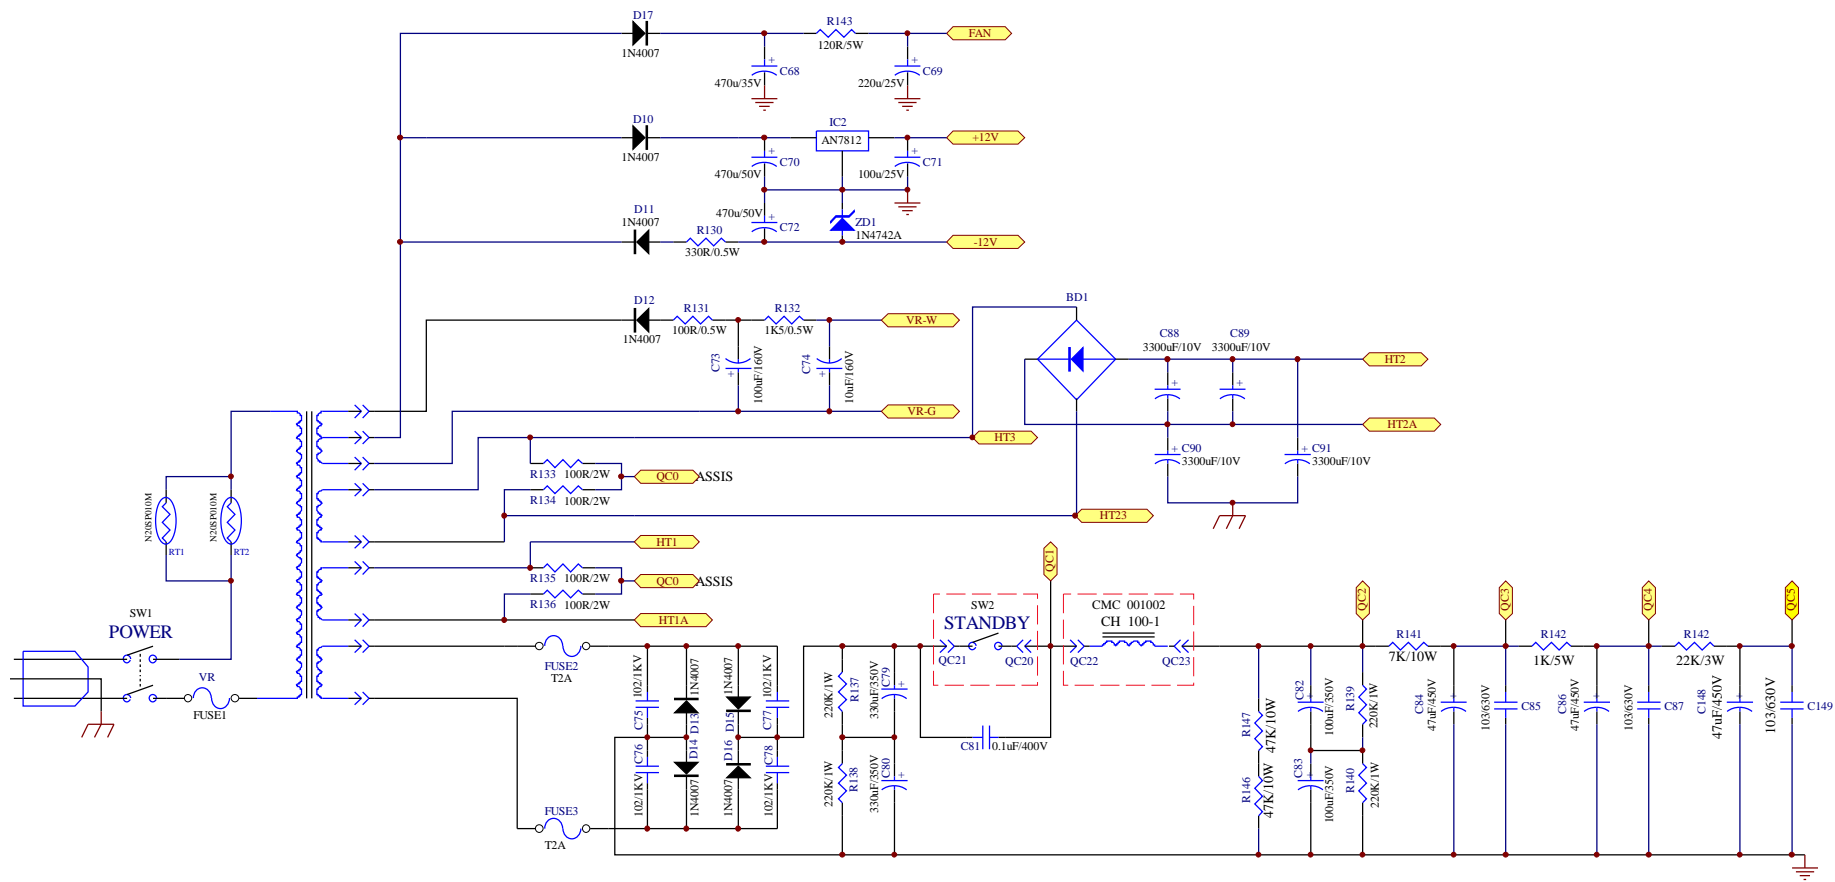 D17
1N4007
R143
120R/5W
FAN
C68
470u/35V
C69
220u/25V
D10
1N4007
IC2
AN7812
+12V
C70
470u/50V
C71
100u/25V
D11
1N4007
R130
330R/0.5W
470u/50V
C72
ZD1
1N4742A
-12V
D12
1N4007
R131
100R/0.5W
R132
1K5/0.5W
VR-W
C73
100uF/160V
C74
10uF/160V
VR-G
BD1
C88
3300uF/10V
C89
3300uF/10V
HT2
HT2A
C90
3300uF/10V
C91
3300uF/10V
HT3
R133 100R/2W
R134 100R/2W
QC0 ASSIS
HT23
HT1
R135 100R/2W
R136 100R/2W
QC0 ASSIS
HT1A
N20SP010M
RT1
N20SP010M
RT2
SW1
POWER
VR
FUSE1
FUSE2
T2A
FUSE3
T2A
102/1KV
C75
1N4007
D13
1N4007
D15
102/1KV
C77
C76
102/1KV
D14
1N4007
D16
1N4007
C78
102/1KV
220K/1W
R137
330uF/350V
C79
220K/1W
R138
330uF/350V
C80
SW2
STANDBY
QC21
QC20
C81 0.1uF/400V
QC1
CMC 001002
CH 100-1
QC22
QC23
R147
47K/10W
R146
47K/10W
C82
100uF/350V
R139
220K/1W
C83
100uF/350V
R140
220K/1W
QC2
R141
7K/10W
C84
47uF/450V
QC3
103/630V
C85
R142
1K/5W
C86
47uF/450V
QC4
103/630V
C87
R142
22K/3W
C148
47uF/450V
QC5
103/630V
C149